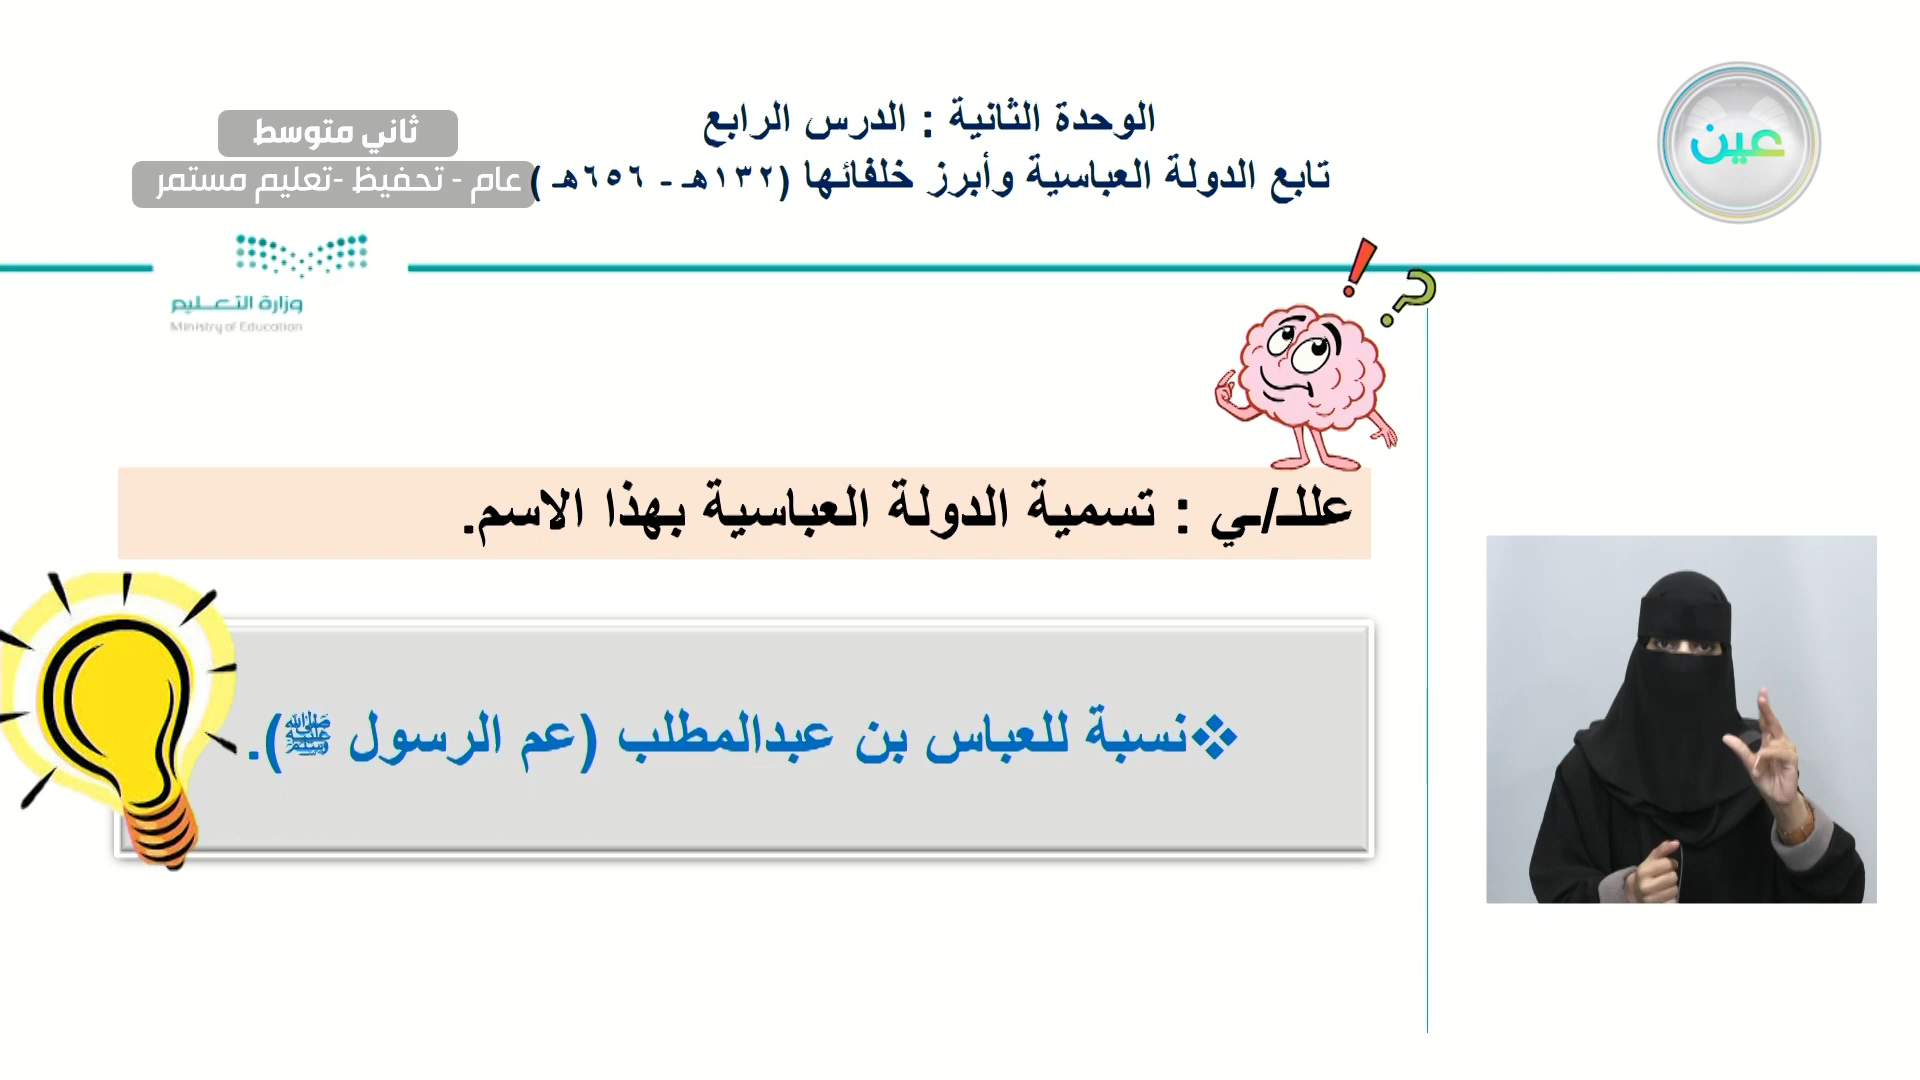 الوحدة الثانية : الدرس الرابع
تابع الدولة العباسية وأبرز خلفائها (١٣٢هـ - ٦٥٦هـ )
ثاني متوسط
عام - تحفيظ -تعليم مستمر
عين
وزارة التعليم
Ministry of Education
عللـ/ـي : تسمية الدولة العباسية بهذا الاسم.
❖نسبة للعباس بن عبدالمطلب (عم الرسول ﷺ).